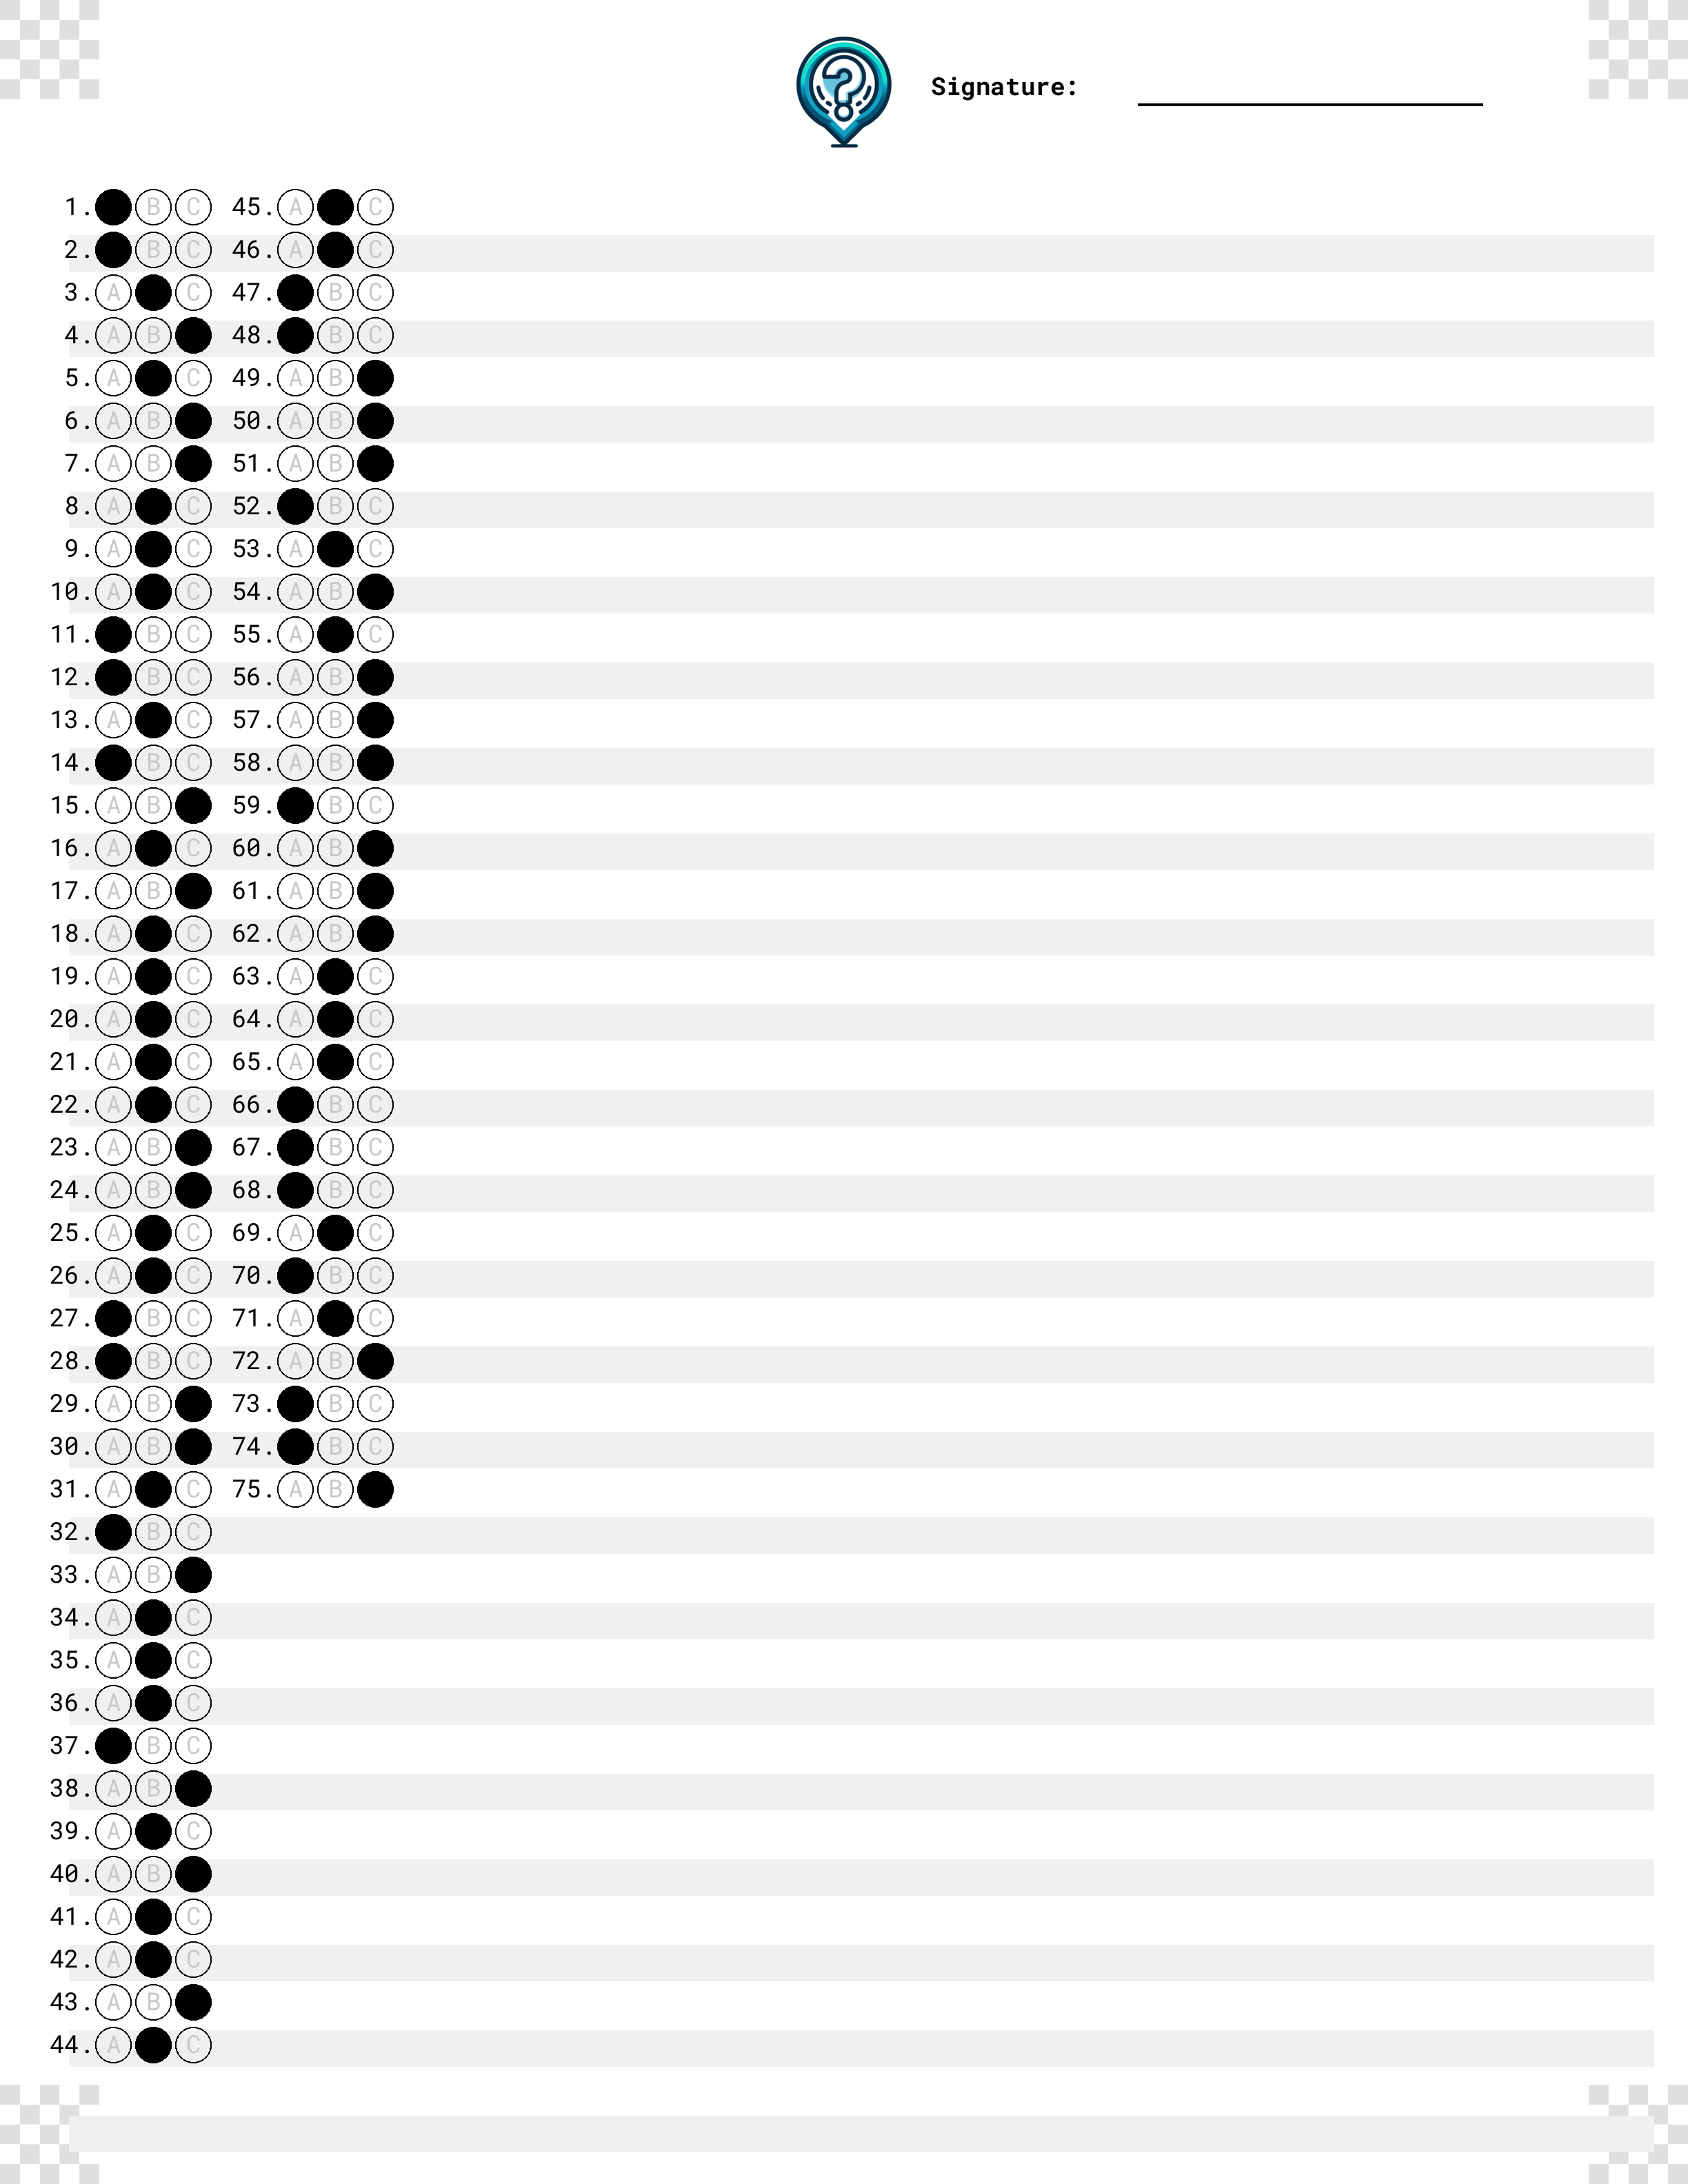 Signature:
1. B C 45. A C
2. B C 46. A C
3. A C 47. B C
4. A B 48. B C
5. A C 49. A B
6. A B 50. A B
7. A B 51. A B
8. A C 52. B C
9. A C 53. A C
10. A C 54. A B
11. B C 55. A C
12. B C 56. A B
13. A C 57. A B
14. B C 58. A B
15. A B 59. B C
16. A C 60. A B
17. A B 61. A B
18. A C 62. A B
19. A C 63. A C
20. A C 64. A C
21. A C 65. A C
22. A C 66. B C
23. A B 67. B C
24. A B 68. B C
25. A C 69. A C
26. A C 70. B C
27. B C 71. A C
28. B C 72. A B
29. A B 73. B C
30. A B 74. B C
31. A C 75. A B
32. B C
33. A B
34. A C
35. A C
36. A C
37. B C
38. A B
39. A C
40. A B
41. A C
42. A C
43. A B
44. A C